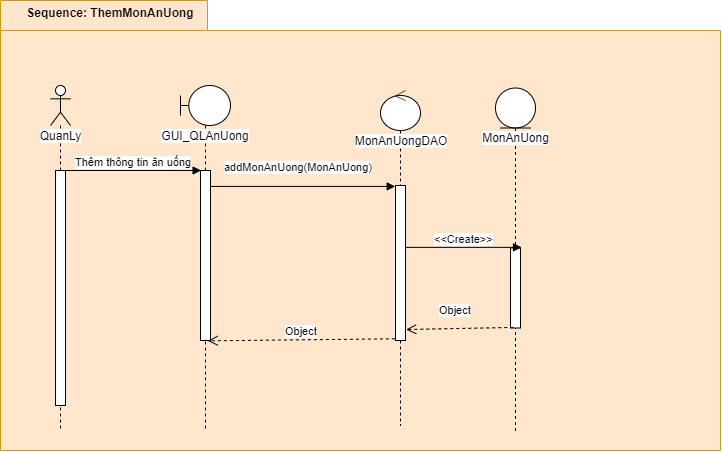 Sequence: ThemMonAnUong
QuanLy
GUI_QLAnUong
MonAnUongDAO
MonAnUong
Thêm thông tin ăn uống
addMonAnUong(MonAnUong)
<<Create>>
Object
Object